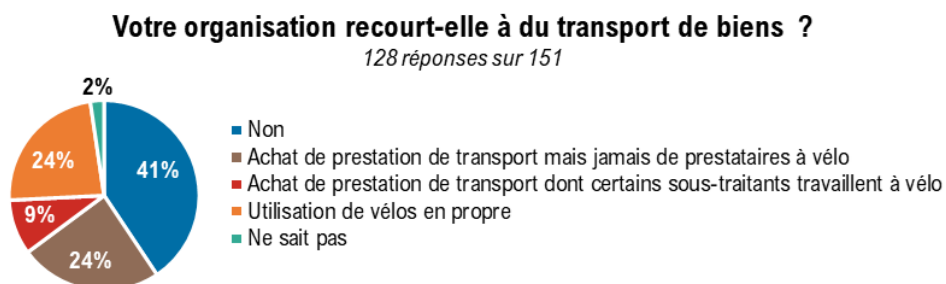 Votre organisation recourt-elle à du transport de biens ?
128 réponses sur 151
2%
41%
24%
9%
24%
Non
Achat de prestation de transport mais jamais de prestataires à vélo
Achat de prestation de transport dont certains sous-traitants travaillent à vélo
Utilisation de vélos en propre
Ne sait pas